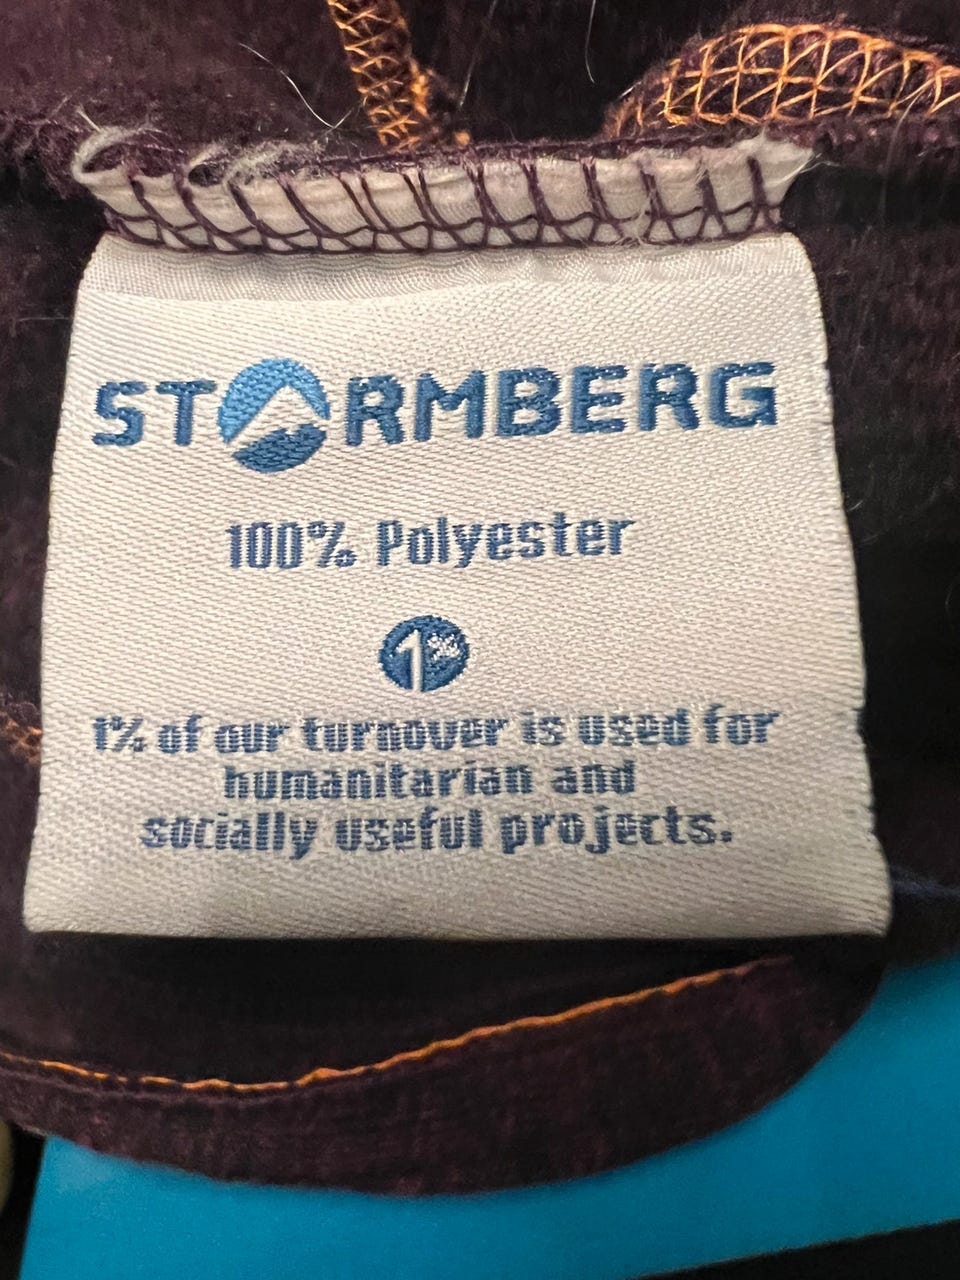 STORMBERG
100% Polyester
1%
1% of our turnover is used for
humanitarian and
socially useful projects.